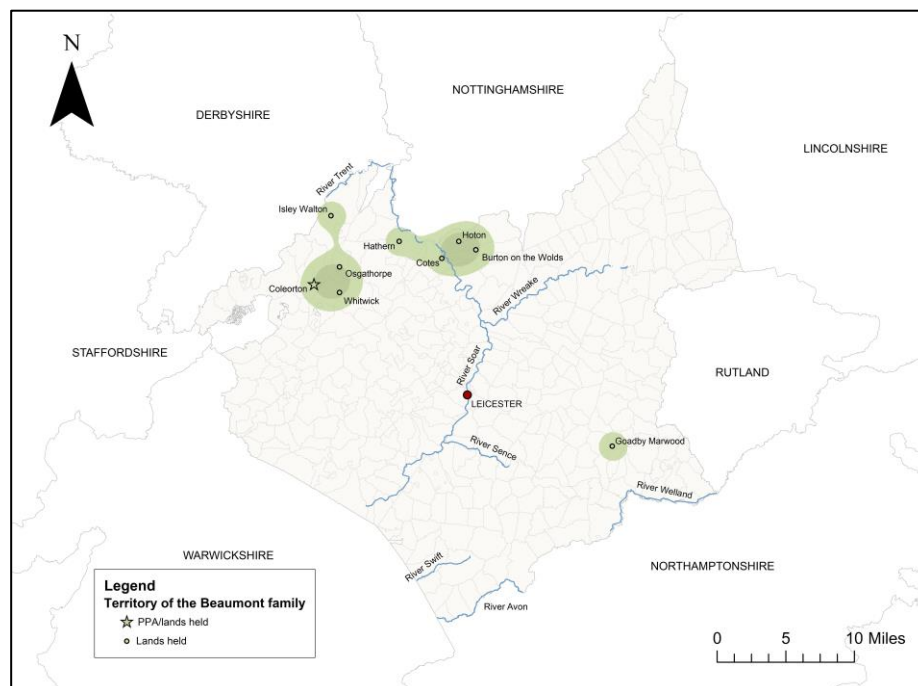 N
NOTTINGHAMSHIRE
DERBYSHIRE
LINCOLNSHIRE
River Trent
Isley Walton
Hathern
Hoton
Burton on the Wolds
Cotes
Osgathorpe
Coleorton
Whitwick
River Wreake
STAFFORDSHIRE
River Soar
RUTLAND
LEICESTER
Goadby Marwood
River Sence
River Welland
WARWICKSHIRE
River Swift
NORTHAMPTONSHIRE
River Avon
Legend
Territory of the Beaumont family
PPA/lands held
Lands held
0 5 10 Miles